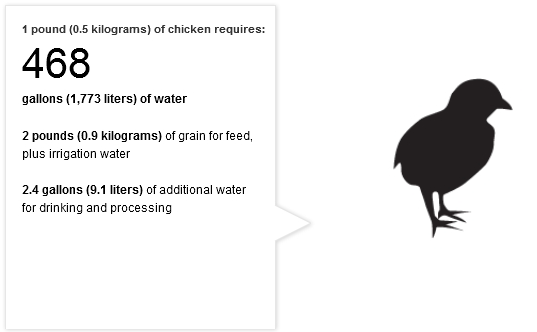 1 pound (0.5 kilograms) of chicken requires:
468
gallons (1,773 liters) of water
2 pounds (0.9 kilograms) of grain for feed,
plus irrigation water
2.4 gallons (9.1 liters) of additional water
for drinking and processing